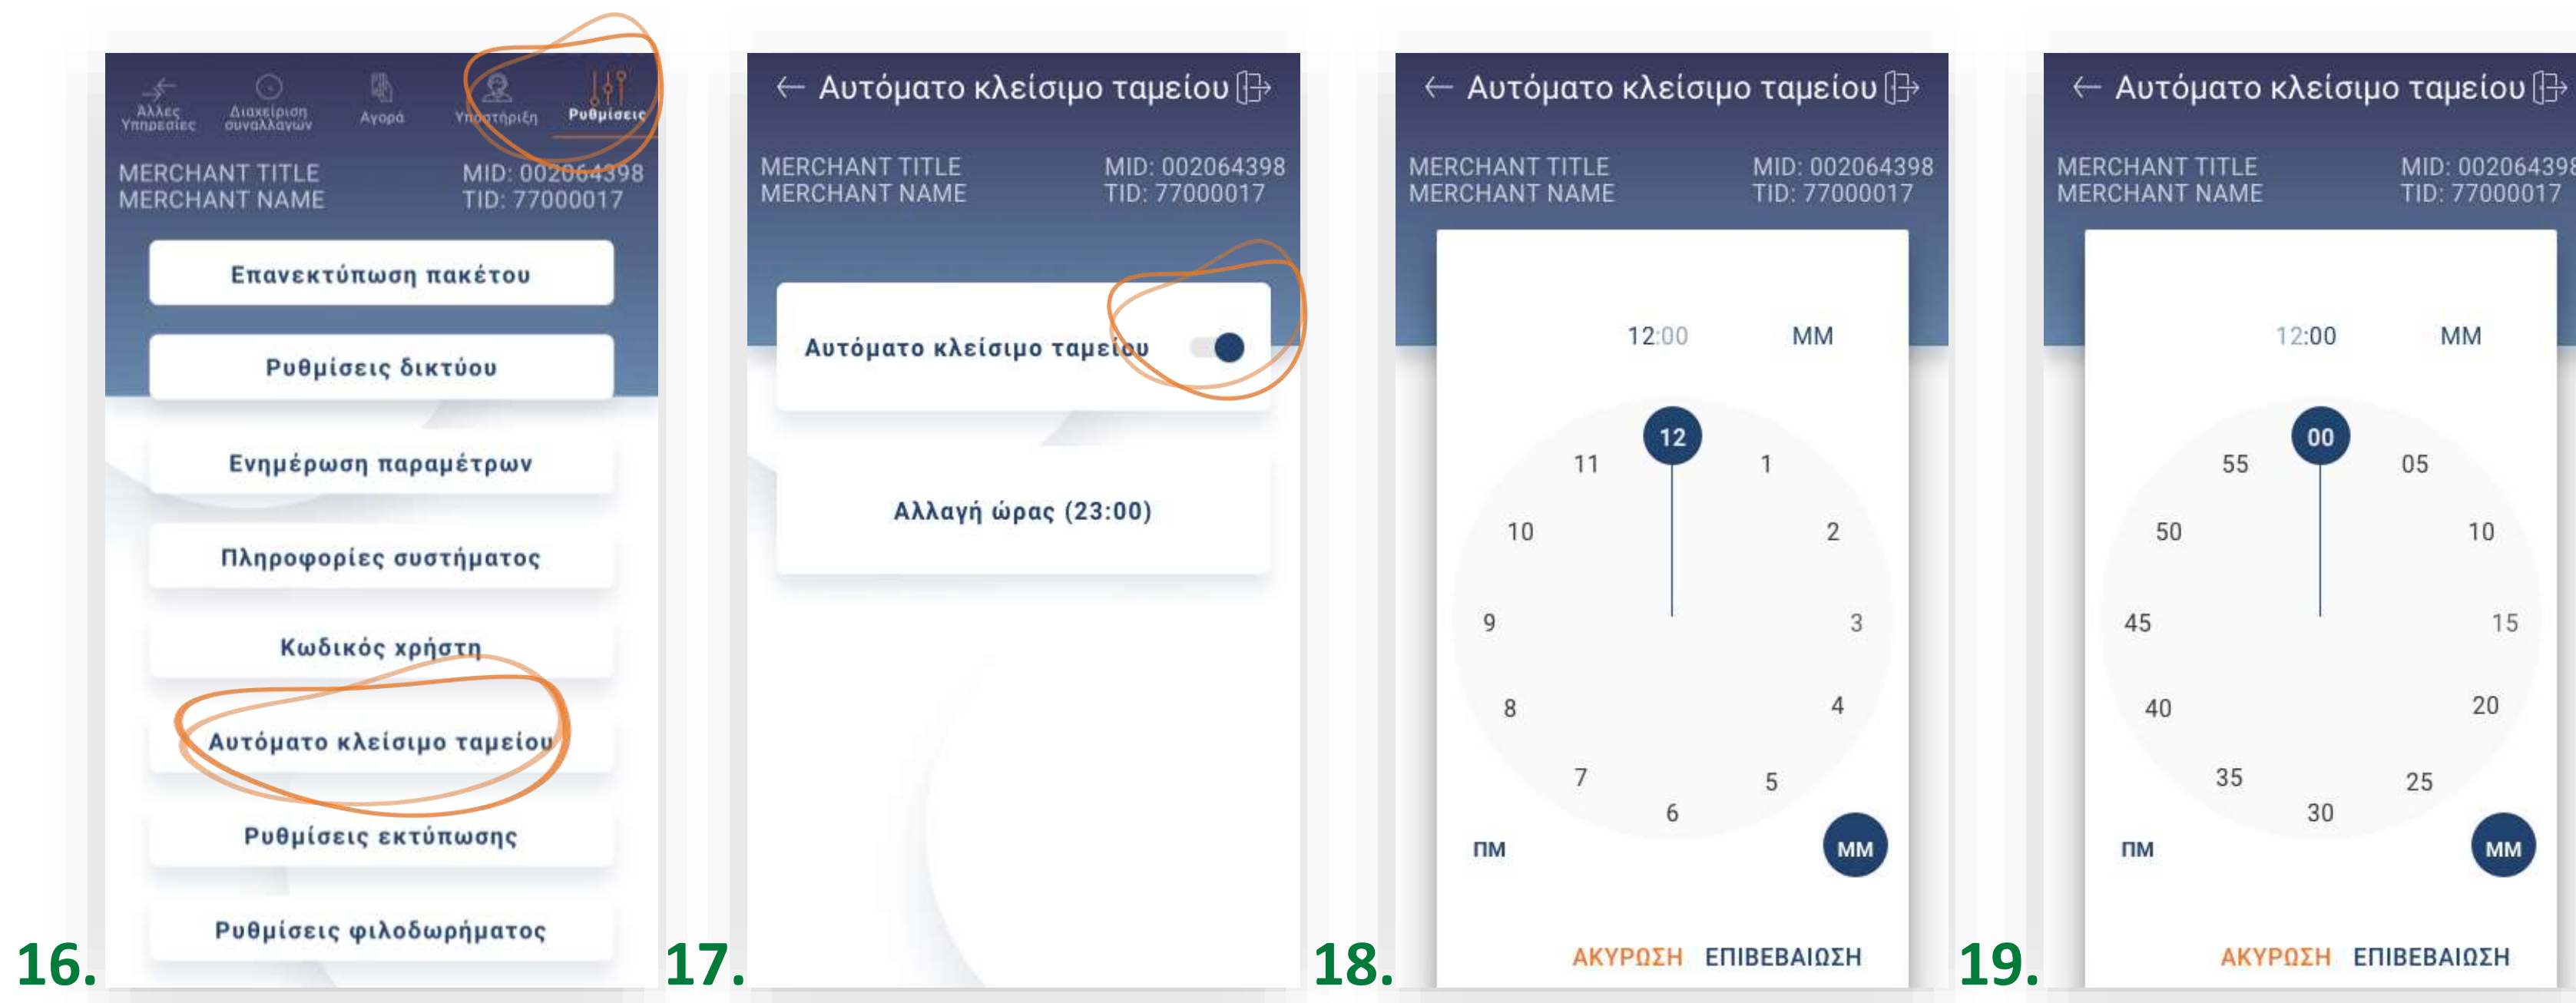 Άλλες Υπηρεσίες
Διαχείριση συναλλαγών
Αγορά
Υποστήριξη
Ρυθμίσεις
MERCHANT TITLE MID: 002064398
MERCHANT NAME TID: 77000017
Επανεκτύπωση πακέτου
Ρυθμίσεις δικτύου
Ενημέρωση παραμέτρων
Πληροφορίες συστήματος
Κωδικός χρήστη
Αυτόματο κλείσιμο ταμείου
Ρυθμίσεις εκτύπωσης
Ρυθμίσεις φιλοδωρήματος
16.
Αυτόματο κλείσιμο ταμείου
MERCHANT TITLE MID: 002064398
MERCHANT NAME TID: 77000017
Αυτόματο κλείσιμο ταμείου
Αλλαγή ώρας (23:00)
17.
Αυτόματο κλείσιμο ταμείου
MERCHANT TITLE MID: 002064398
MERCHANT NAME TID: 77000017
12:00 ΜΜ
12
11 1
10 2
9 3
8 4
7 5
6
ΠΜ ΜΜ
ΑΚΥΡΩΣΗ ΕΠΙΒΕΒΑΙΩΣΗ
18.
Αυτόματο κλείσιμο ταμείου
MERCHANT TITLE MID: 002064398
MERCHANT NAME TID: 77000017
12:00 ΜΜ
00
55 05
50 10
45 15
40 20
35 25
30
ΠΜ ΜΜ
ΑΚΥΡΩΣΗ ΕΠΙΒΕΒΑΙΩΣΗ
19.